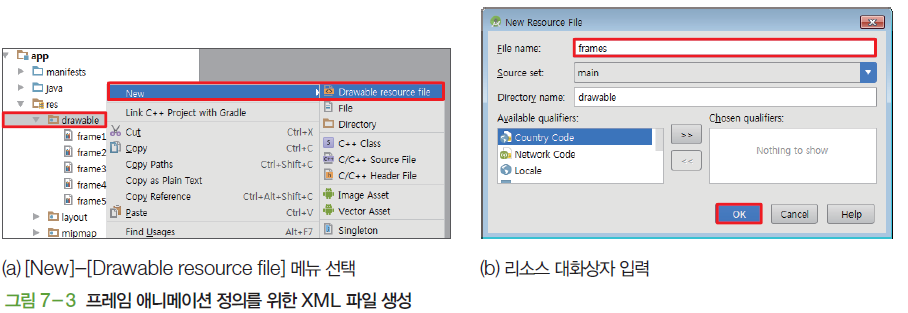 app
manifests
java
res
drawable
frame1
frame2
frame3
frame4
frame5
layout
mipmap
New
Link C++ Project with Gradle
Cut Ctrl+X
Copy Ctrl+C
Copy Paths Ctrl+Shift+C
Copy as Plain Text
Copy Reference Ctrl+Alt+Shift+C
Paste Ctrl+V
Find Usages Alt+F7
Drawable resource file
File
Directory
C++ Class
C/C++ Source File
C/C++ Header File
Image Asset
Vector Asset
Singleton
(a) [New]–[Drawable resource file] 메뉴 선택
New Resource File
File name: frames
Source set: main
Directory name: drawable
Available qualifiers: Chosen qualifiers:
Country Code
Network Code
Locale
>>
<<
Nothing to show
OK Cancel Help
(b) 리소스 대화상자 입력
그림 7–3 프레임 애니메이션 정의를 위한 XML 파일 생성